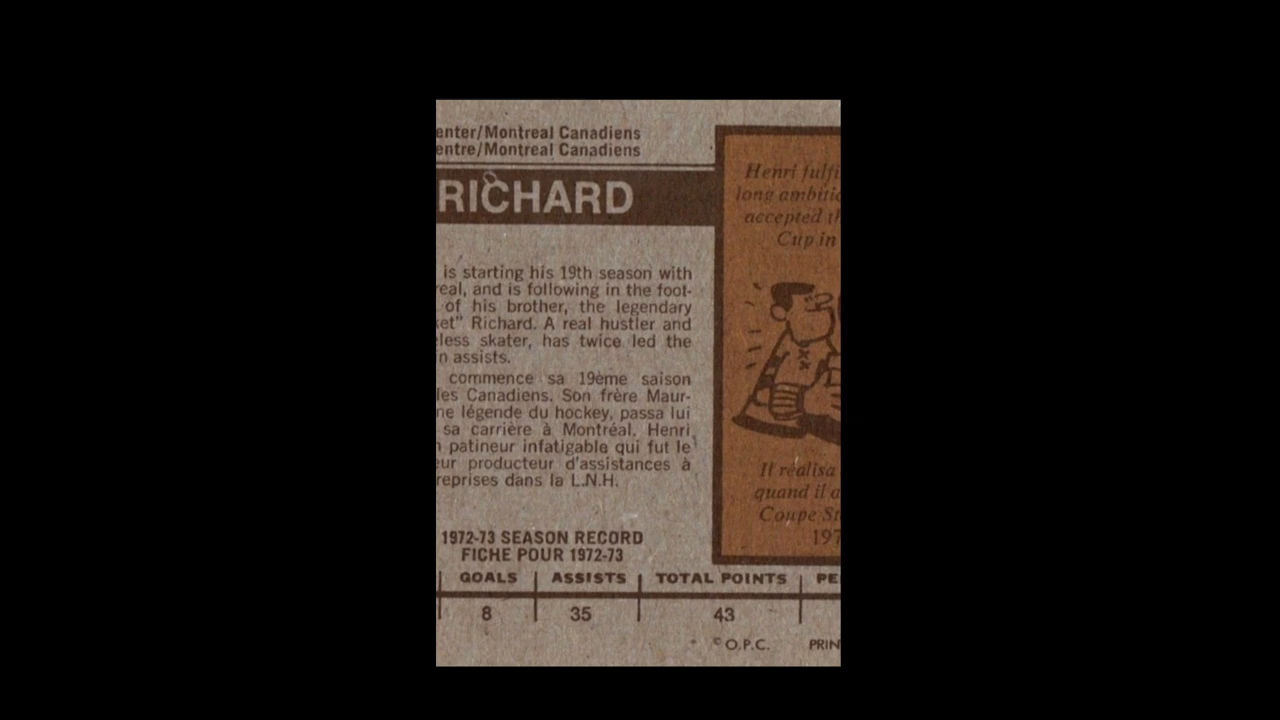 enter/Montreal Canadiens
entre/Montreal Canadiens
RICHARD
is starting his 19th season with
real, and is following in the foot-
of his brother, the legendary
ket" Richard. A real hustler and
eless skater, has twice led the
n assists.
commence sa 19ème saison
les Canadiens. Son frère Maur-
ne légende du hockey, passa lui
sa carrière à Montréal. Henri
n patineur infatigable qui fut le
eur producteur d'assistances à
reprises dans la L.N.H.
Henri fulfi
long ambitio
accepted th
Cup in
Il réalisa
quand il a
Coupe St
197
1972-73 SEASON RECORD
FICHE POUR 1972-73
GOALS ASSISTS TOTAL POINTS PE
8 35 43
© O.P.C. PRIN